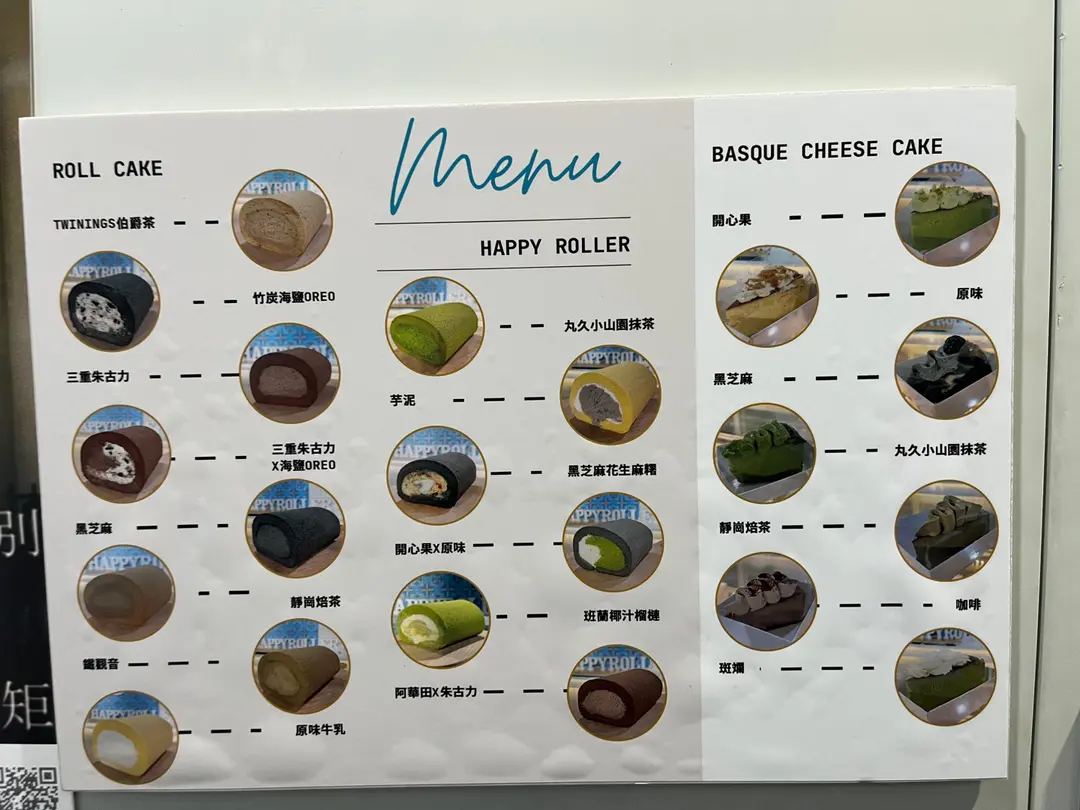 Menu
HAPPY ROLLER
ROLL CAKE
TWININGS伯爵茶
竹炭海鹽OREO
三重朱古力
三重朱古力
X海鹽OREO
黑芝麻
靜崗焙茶
鐵觀音
原味牛乳
丸久小山園抹茶
芋泥
黑芝麻花生麻糬
開心果X原味
班蘭椰汁榴槤
阿華田X朱古力
BASQUE CHEESE CAKE
開心果
原味
黑芝麻
丸久小山園抹茶
靜崗焙茶
咖啡
斑斕
別
矩